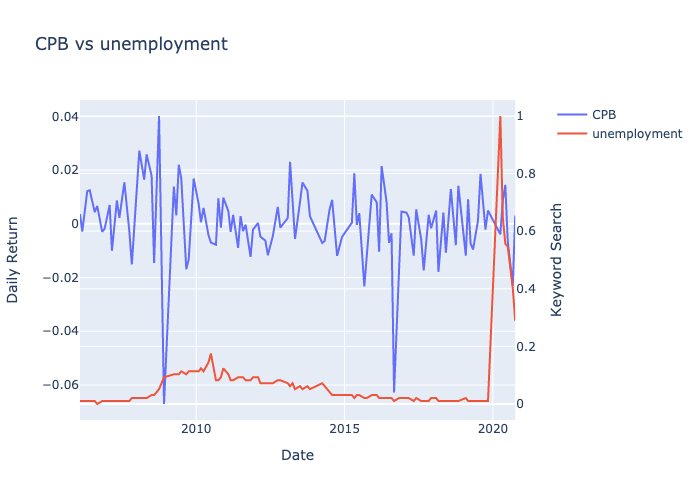 CPB vs unemployment
CPB
unemployment
Daily Return
0.04
0.02
0
−0.02
−0.04
−0.06
1
0.8
0.6
0.4
0.2
0
Keyword Search
2010
2015
2020
Date